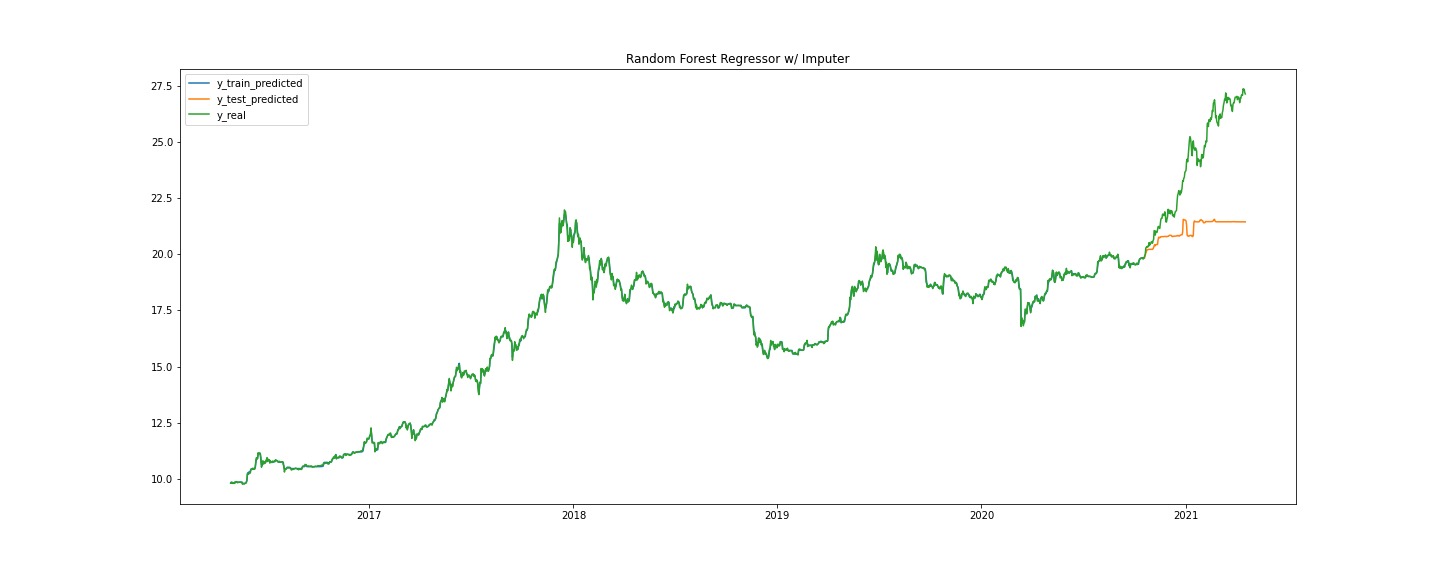 Random Forest Regressor w/ Imputer
y_train_predicted
y_test_predicted
y_real
27.5
25.0
22.5
20.0
17.5
15.0
12.5
10.0
2017 2018 2019 2020 2021